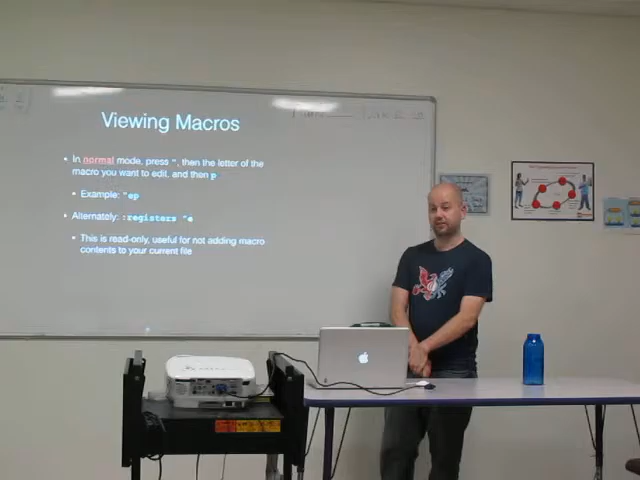 Viewing Macros
• In normal mode, press ", then the letter of the
macro you want to edit, and then p
• Example: "ep
• Alternately: :registers "e
• This is read-only, useful for not adding macro
contents to your current file